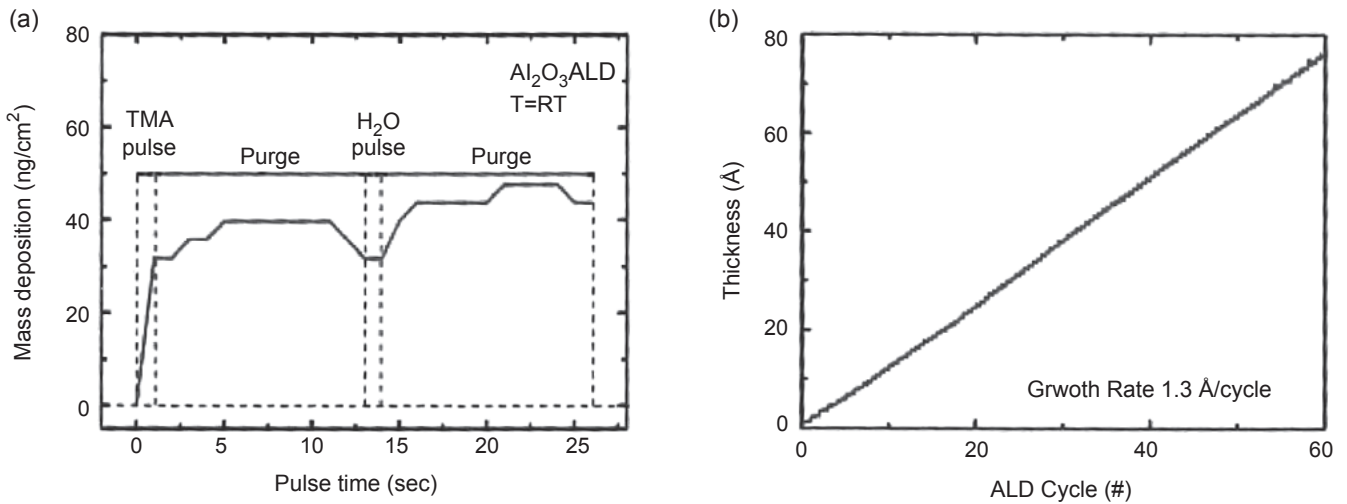 (a)
80
60
40
20
0
Mass deposition (ng/cm²)
Al₂O₃ALD
T=RT
TMA
pulse
Purge
H₂O
pulse
Purge
0 5 10 15 20 25
Pulse time (sec)
(b)
80
60
40
20
0
Thickness (Å)
Grwoth Rate 1.3 Å/cycle
0 20 40 60
ALD Cycle (#)